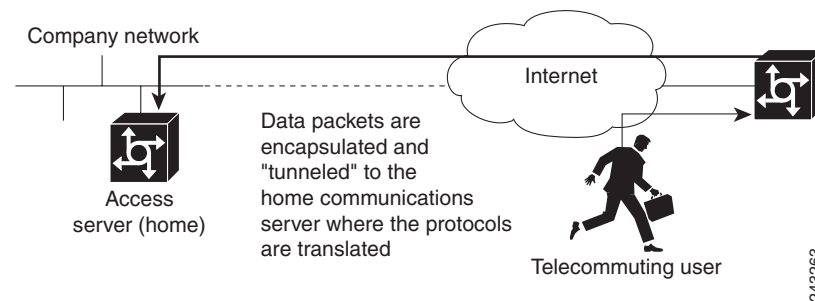 Company network
Internet
Data packets are
encapsulated and
"tunneled" to the
home communications
server where the protocols
are translated
Access
server (home)
Telecommuting user